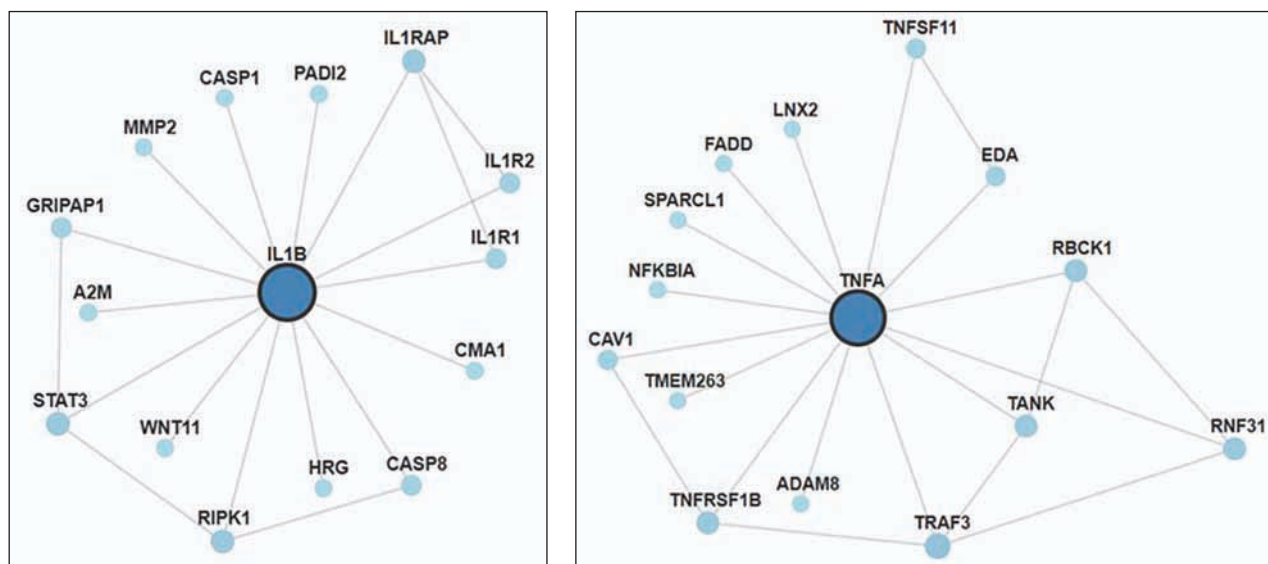 IL1RAP
CASP1
PADI2
MMP2
IL1R2
GRIPAP1
IL1R1
IL1B
A2M
CMA1
STAT3
WNT11
HRG
CASP8
RIPK1
TNFSF11
LNX2
FADD
EDA
SPARCL1
RBCK1
NFKBIA
TNFA
CAV1
TMEM263
TANK
RNF31
ADAM8
TNFRSF1B
TRAF3